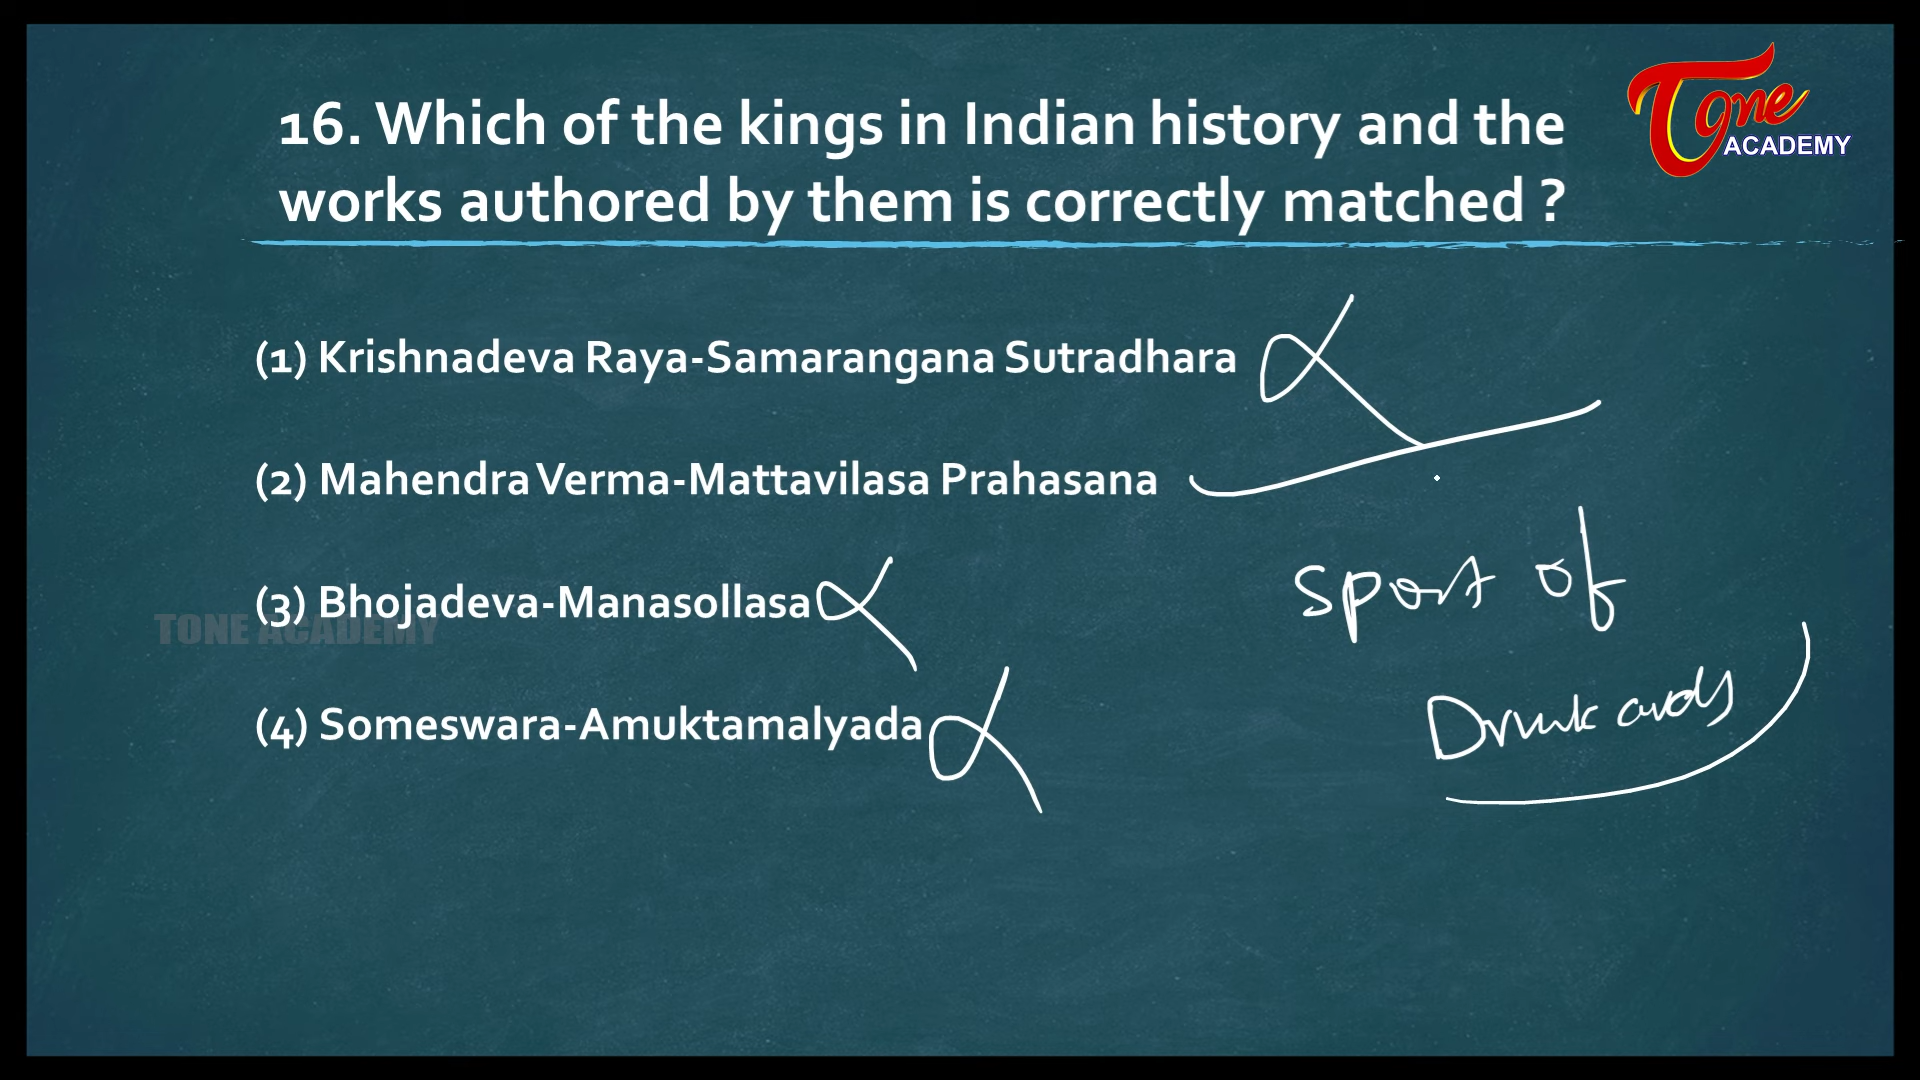 Tone
ACADEMY
16. Which of the kings in Indian history and the
works authored by them is correctly matched ?
(1) Krishnadeva Raya-Samarangana Sutradhara
(2) Mahendra Verma-Mattavilasa Prahasana
(3) Bhojadeva-Manasollasa
TONE ACADEMY
(4) Someswara-Amuktamalyada
Sport of
Drunkards